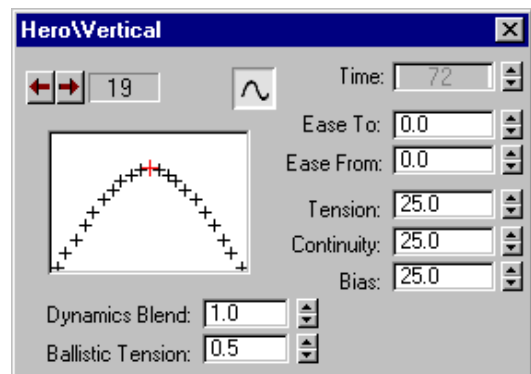 Hero\Vertical
19
Time: 72
Ease To: 0.0
Ease From: 0.0
Tension: 25.0
Continuity: 25.0
Bias: 25.0
Dynamics Blend: 1.0
Ballistic Tension: 0.5